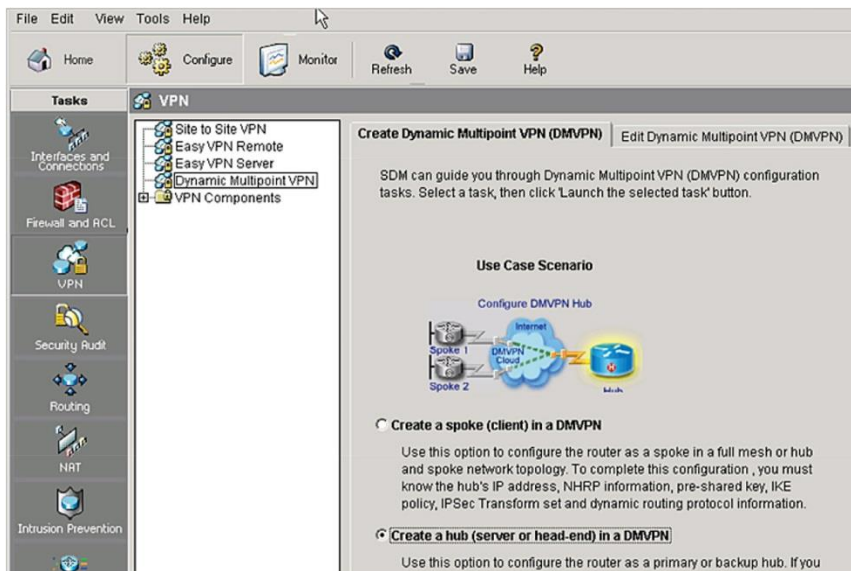 File Edit View Tools Help
Home Configure Monitor Refresh Save Help
Tasks
Interfaces and
Connections
Firewall and ACL
VPN
Security Audit
Routing
NAT
Intrusion Prevention
VPN
Site to Site VPN
Easy VPN Remote
Easy VPN Server
Dynamic Multipoint VPN
VPN Components
Create Dynamic Multipoint VPN (DMVPN) Edit Dynamic Multipoint VPN (DMVPN)
SDM can guide you through Dynamic Multipoint VPN (DMVPN) configuration
tasks. Select a task, then click 'Launch the selected task' button.
Use Case Scenario
Configure DMVPN Hub
Internet
Spoke 1
DMVPN
Cloud
Spoke 2
Hub
Create a spoke (client) in a DMVPN
Use this option to configure the router as a spoke in a full mesh or hub
and spoke network topology. To complete this configuration , you must
know the hub's IP address, NHRP information, pre-shared key, IKE
policy, IPSec Transform set and dynamic routing protocol information.
Create a hub (server or head-end) in a DMVPN
Use this option to configure the router as a primary or backup hub. If you